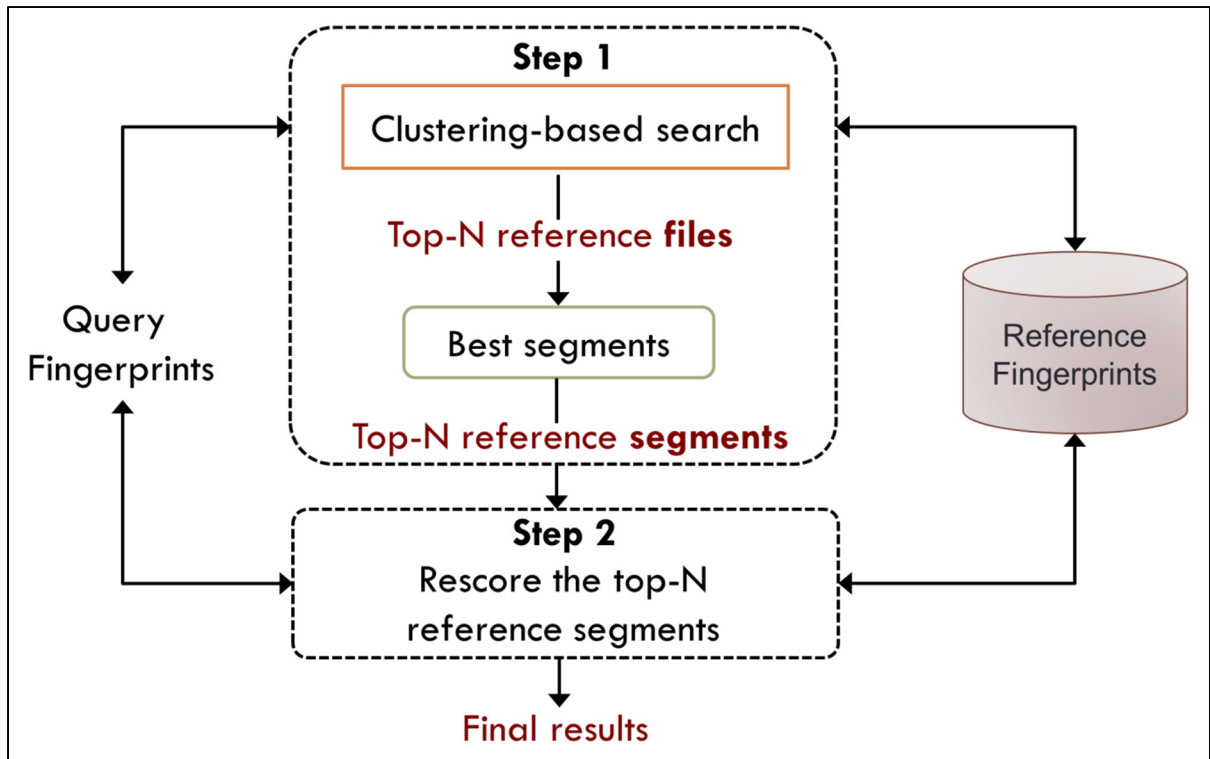 Step 1
Clustering-based search
Top-N reference files
Query
Fingerprints
Best segments
Reference
Fingerprints
Top-N reference segments
Step 2
Rescore the top-N
reference segments
Final results